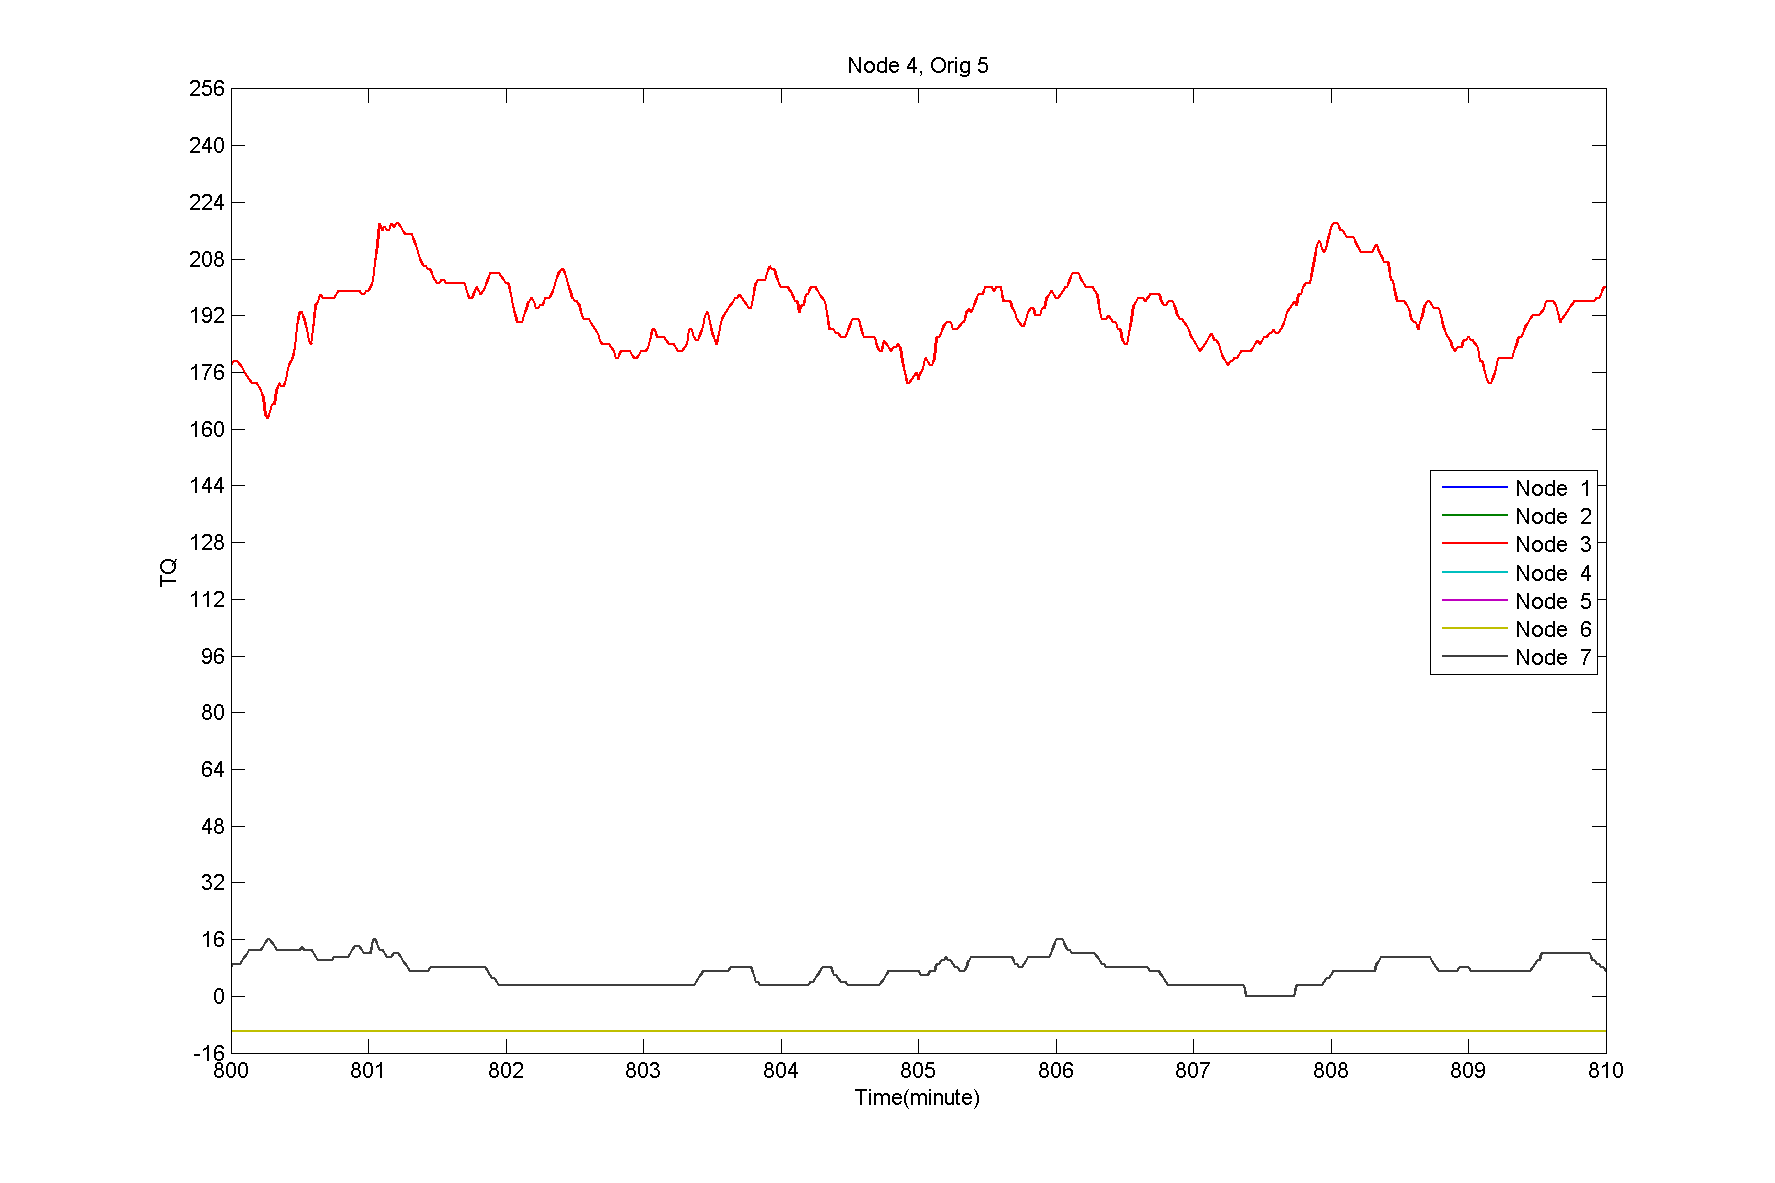 Node 4, Orig 5
256
240
224
208
192
176
160
144
128
112
96
80
64
48
32
16
0
-16
TQ
Node 1
Node 2
Node 3
Node 4
Node 5
Node 6
Node 7
800 801 802 803 804 805 806 807 808 809 810
Time(minute)